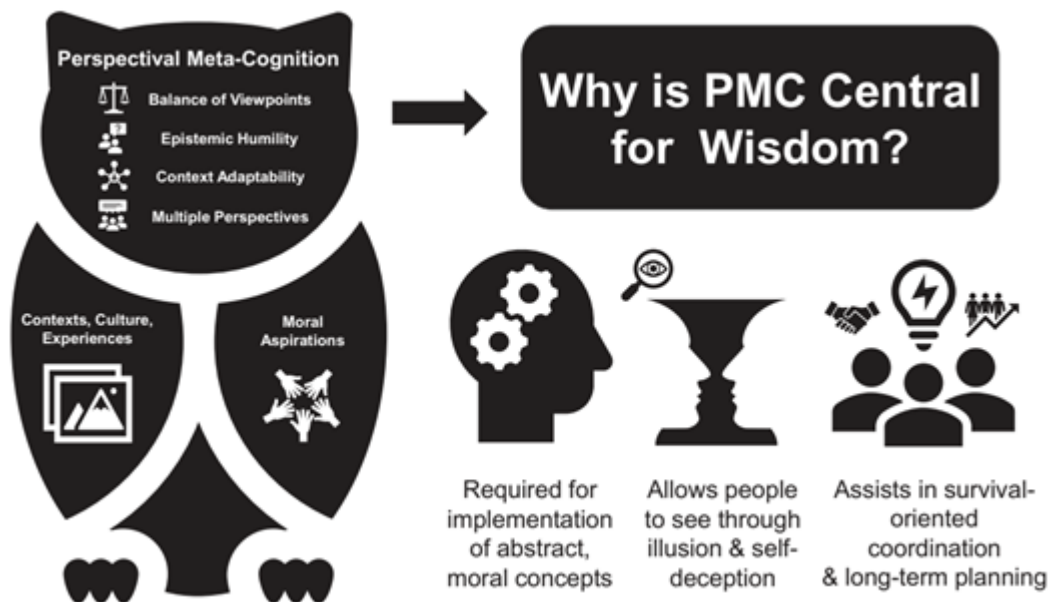 Perspectival Meta-Cognition
Balance of Viewpoints
Epistemic Humility
Context Adaptability
Multiple Perspectives
Contexts, Culture,
Experiences
Moral
Aspirations
Why is PMC Central
for Wisdom?
Required for
implementation
of abstract,
moral concepts
Allows people
to see through
illusion & self-
deception
Assists in survival-
oriented
coordination
& long-term planning